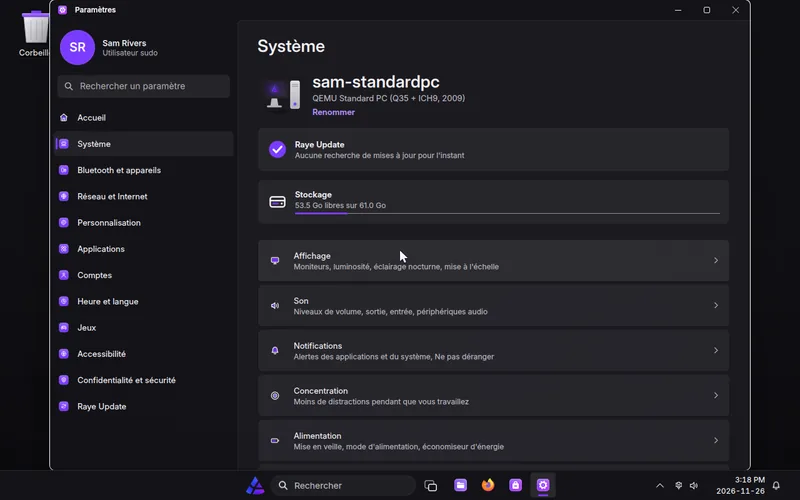 Corbeill
Paramètres
SR
Sam Rivers
Utilisateur sudo
Rechercher un paramètre
Accueil
Système
Bluetooth et appareils
Réseau et Internet
Personnalisation
Applications
Comptes
Heure et langue
Jeux
Accessibilité
Confidentialité et sécurité
Raye Update
Système
sam-standardpc
QEMU Standard PC (Q35 + ICH9, 2009)
Renommer
Raye Update
Aucune recherche de mises à jour pour l'instant
Stockage
53.5 Go libres sur 61.0 Go
Affichage
Moniteurs, luminosité, éclairage nocturne, mise à l'échelle
Son
Niveaux de volume, sortie, entrée, périphériques audio
Notifications
Alertes des applications et du système, Ne pas déranger
Concentration
Moins de distractions pendant que vous travaillez
Alimentation
Mise en veille, mode d'alimentation, économiseur d'énergie
Rechercher
3:18 PM
2026-11-26